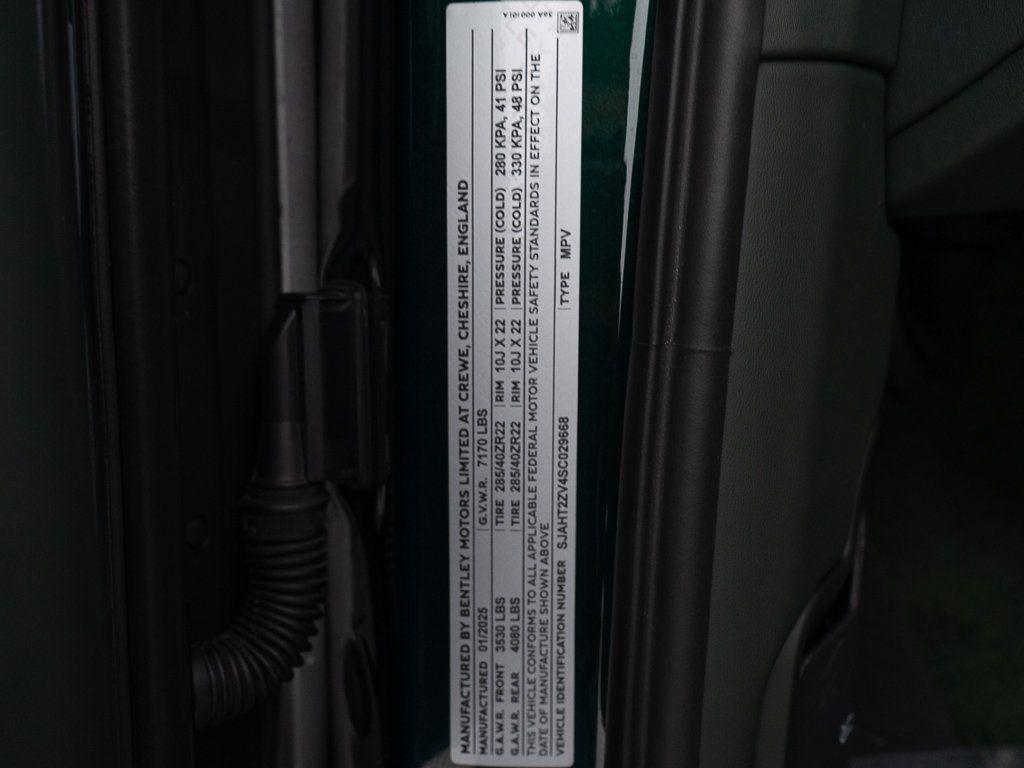 MANUFACTURED BY BENTLEY MOTORS LIMITED AT CREWE, CHESHIRE, ENGLAND
MANUFACTURED 01/2025 G.V.W.R. 7170 LBS
G.A.W.R. FRONT 3530 LBS TIRE 285/40ZR22 RIM 10J X 22 PRESSURE (COLD) 280 KPA, 41 PSI
G.A.W.R. REAR 4080 LBS TIRE 285/40ZR22 RIM 10J X 22 PRESSURE (COLD) 330 KPA, 48 PSI
THIS VEHICLE CONFORMS TO ALL APPLICABLE FEDERAL MOTOR VEHICLE SAFETY STANDARDS IN EFFECT ON THE
DATE OF MANUFACTURE SHOWN ABOVE
VEHICLE IDENTIFICATION NUMBER SJAHT2ZV4SC029668 TYPE MPV